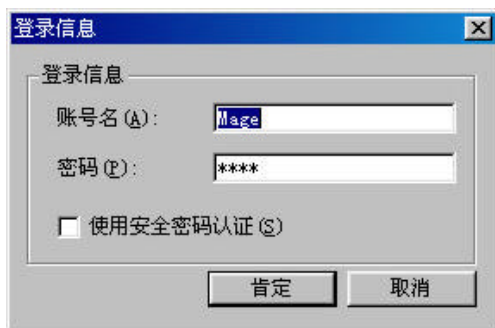 登录信息
登录信息
账号名(A): Mage
密码(P): ****
使用安全密码认证(S)
肯定 取消